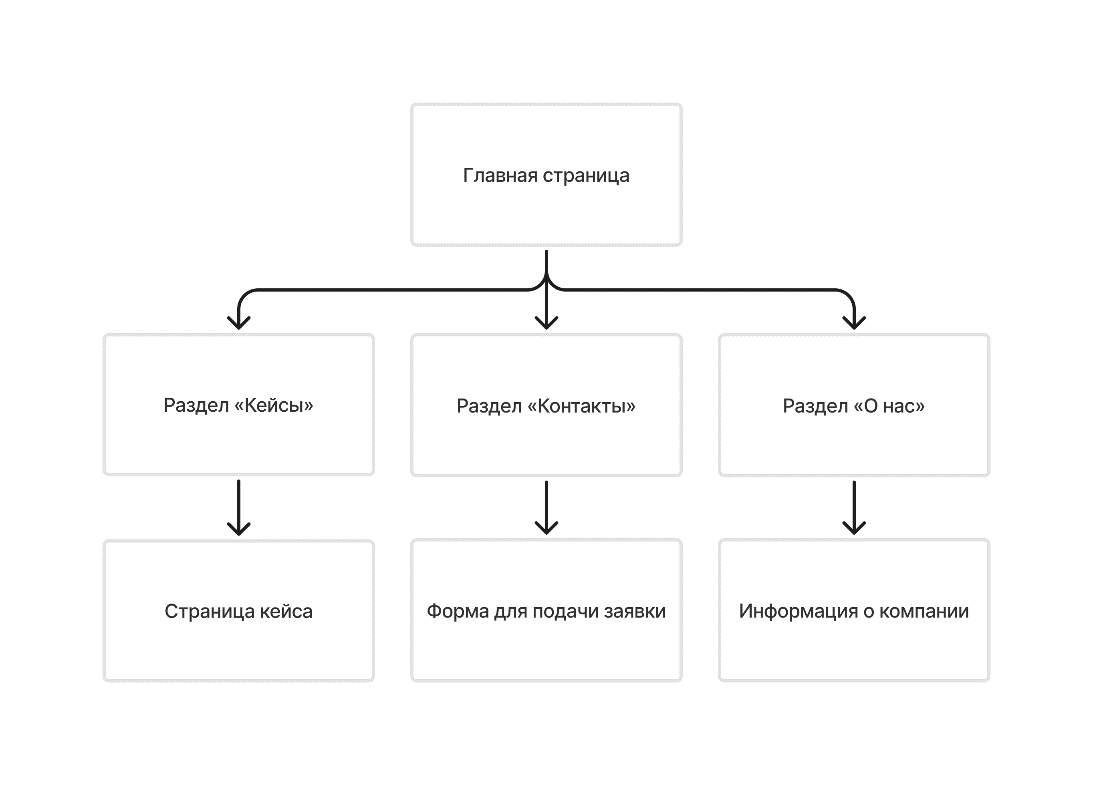 Главная страница
Раздел «Кейсы»
Раздел «Контакты»
Раздел «О нас»
Страница кейса
Форма для подачи заявки
Информация о компании